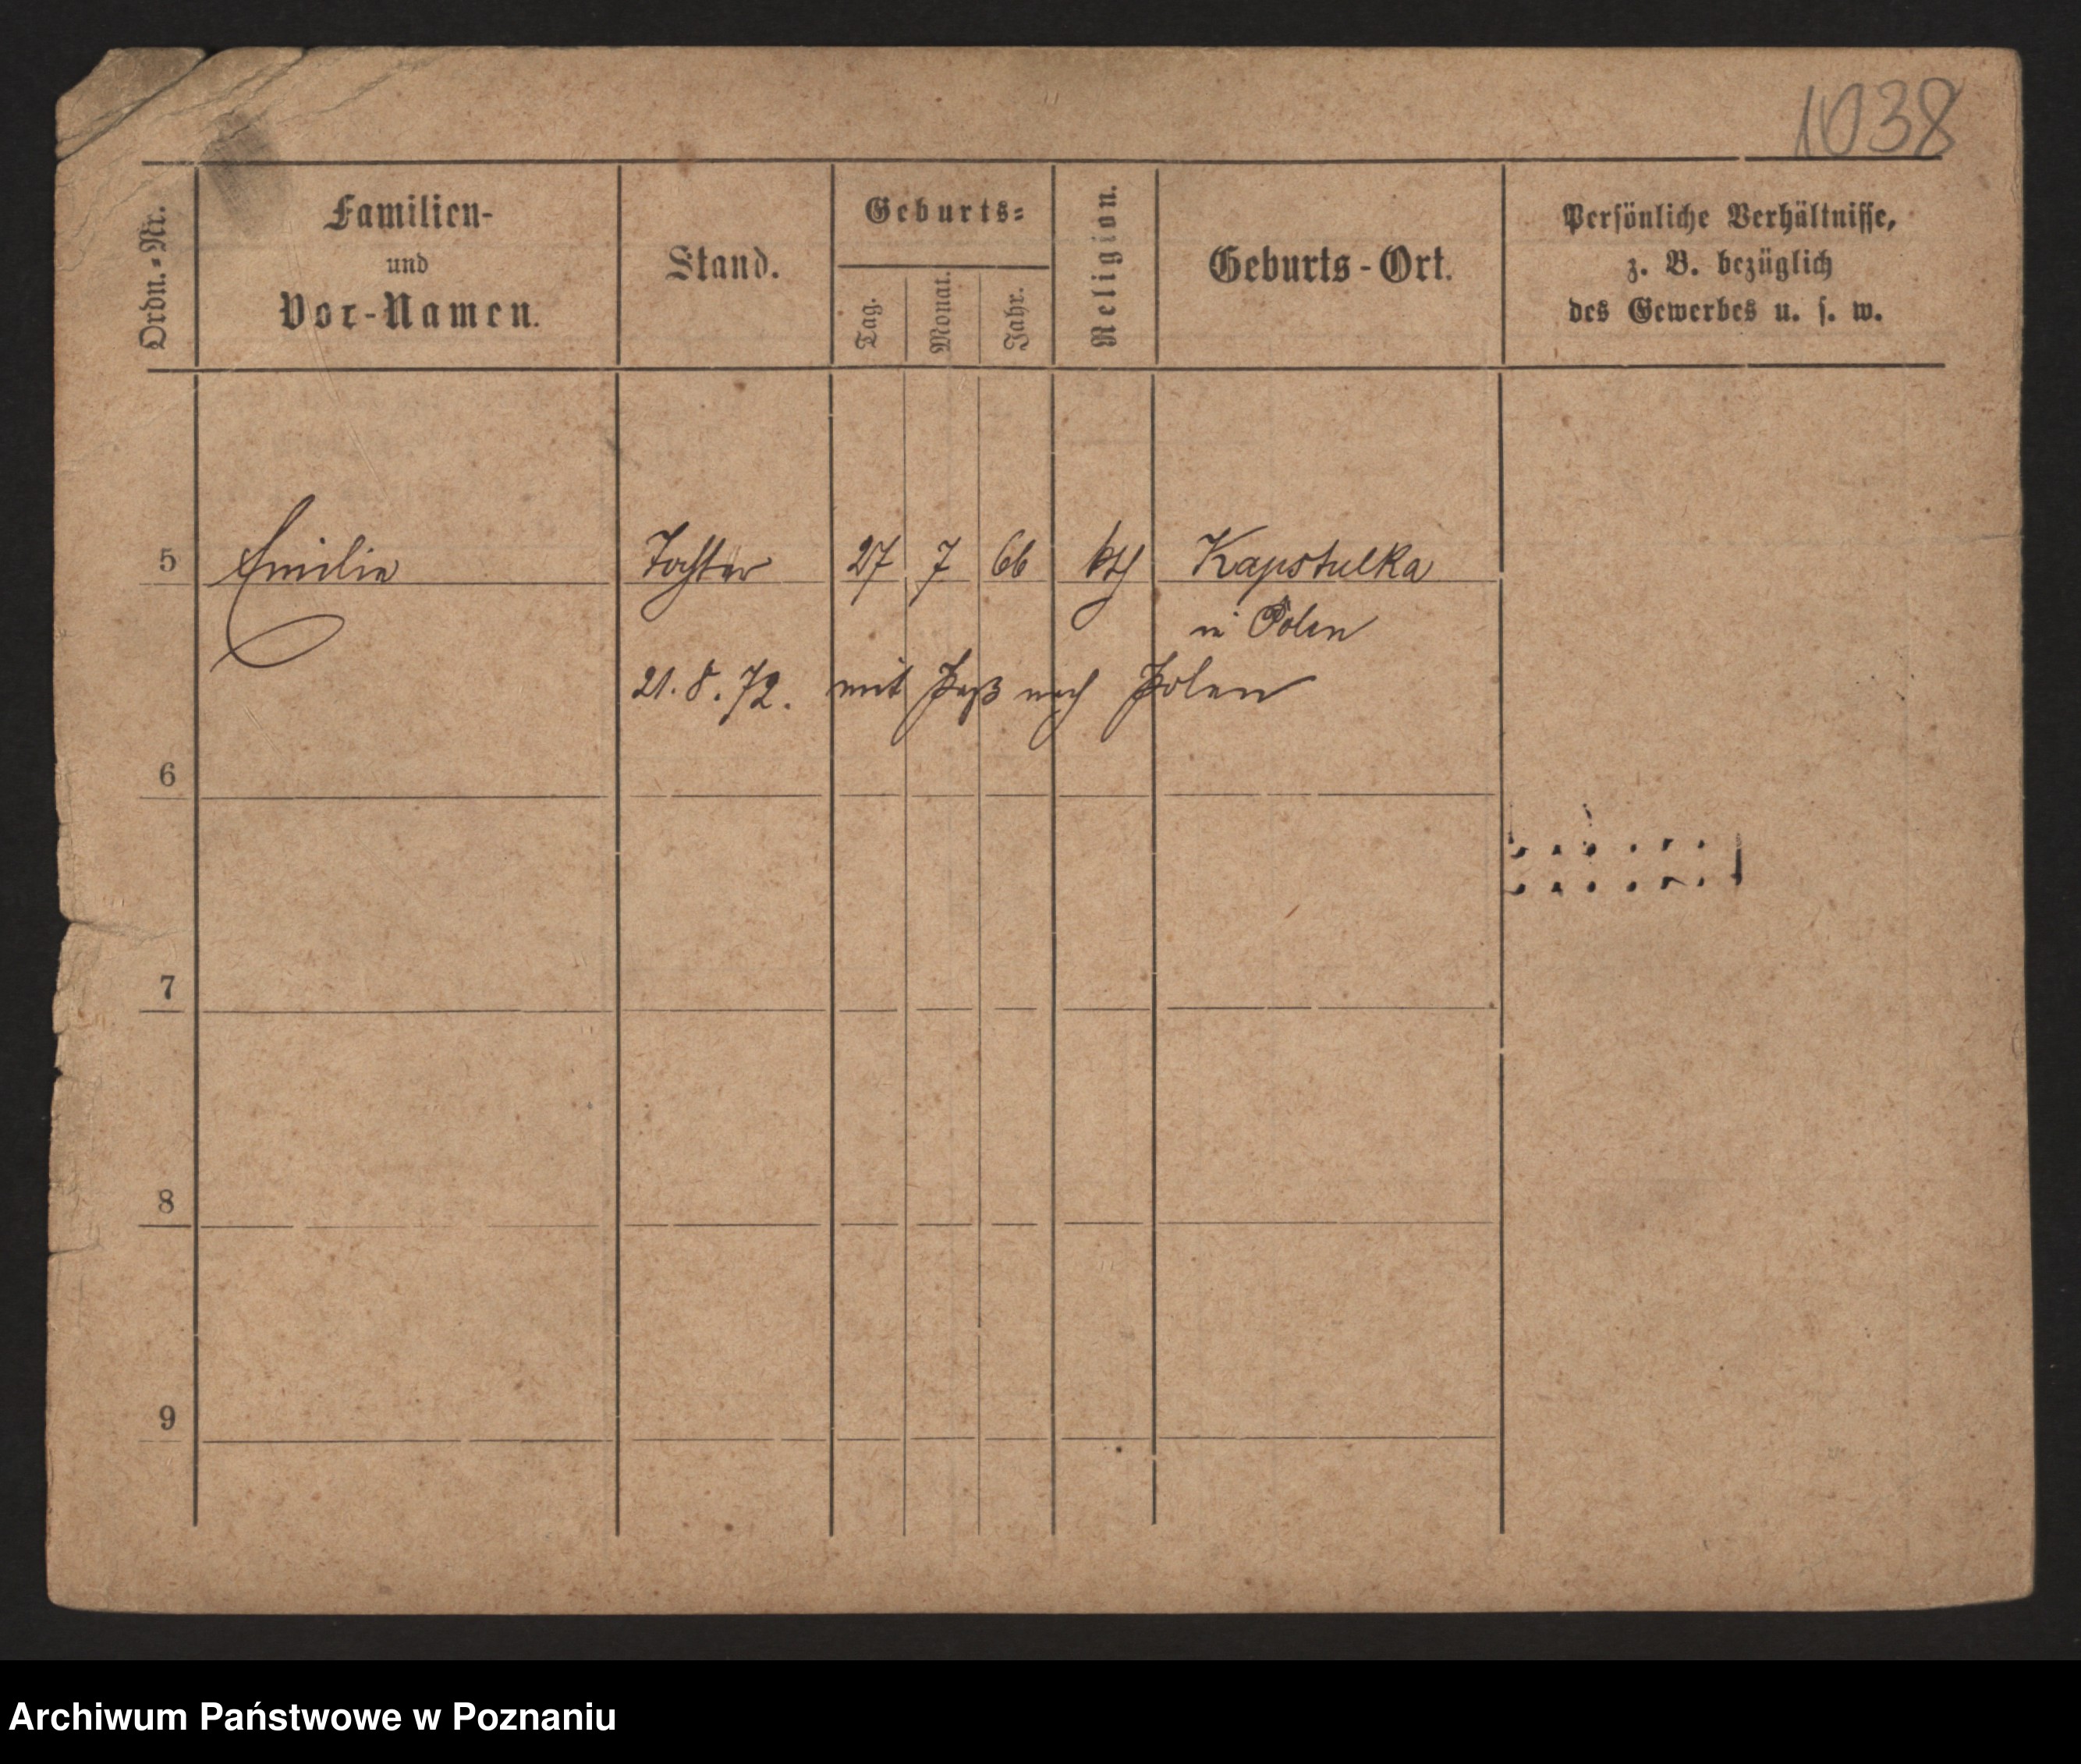 1038
Ordn.-Nr.
Familien-
und
Vor-Namen.
Stand.
Geburts-
Tag.
Monat.
Jahr.
Religion.
Geburts-Ort.
Persönliche Verhältnisse,
z. B. bezüglich
des Gewerbes u. s. w.
5 Emilie Tochter 27 7 66 kth Kapstulka
in Polen
21. 8. 72. mit Paß nach Polen
6
7
8
9
Archiwum Państwowe w Poznaniu